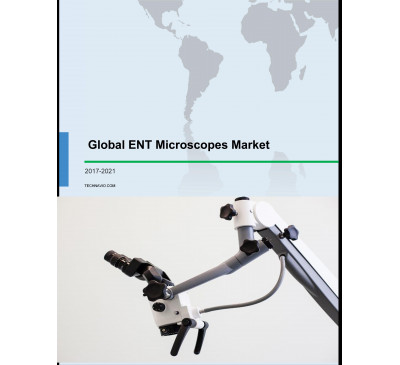 Global ENT Microscopes Market
2017-2021
TECHNAVIO.COM